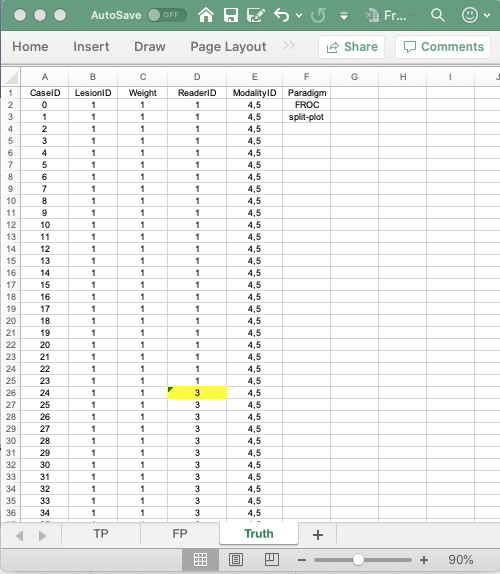 AutoSave OFF Fr...
Home Insert Draw Page Layout Share Comments
A B C D E F G H I J
1 CaseID LesionID Weight ReaderID ModalityID Paradigm
2 0 1 1 1 4,5 FROC
3 1 1 1 1 4,5 split-plot
4 2 1 1 1 4,5
5 3 1 1 1 4,5
6 4 1 1 1 4,5
7 5 1 1 1 4,5
8 6 1 1 1 4,5
9 7 1 1 1 4,5
10 8 1 1 1 4,5
11 9 1 1 1 4,5
12 10 1 1 1 4,5
13 11 1 1 1 4,5
14 12 1 1 1 4,5
15 13 1 1 1 4,5
16 14 1 1 1 4,5
17 15 1 1 1 4,5
18 16 1 1 1 4,5
19 17 1 1 1 4,5
20 18 1 1 1 4,5
21 19 1 1 1 4,5
22 20 1 1 1 4,5
23 21 1 1 1 4,5
24 22 1 1 1 4,5
25 23 1 1 1 4,5
26 24 1 1 3 4,5
27 25 1 1 3 4,5
28 26 1 1 3 4,5
29 27 1 1 3 4,5
30 28 1 1 3 4,5
31 29 1 1 3 4,5
32 30 1 1 3 4,5
33 31 1 1 3 4,5
34 32 1 1 3 4,5
35 33 1 1 3 4,5
36 34 1 1 3 4,5
TP FP Truth +
90%